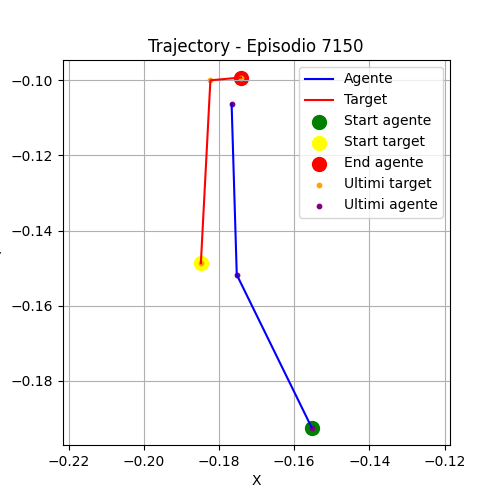 Trajectory - Episodio 7150
Agente
Target
Start agente
Start target
End agente
Ultimi target
Ultimi agente
−0.10
−0.12
−0.14
−0.16
−0.18
−0.22
−0.20
−0.18
−0.16
−0.14
−0.12
X